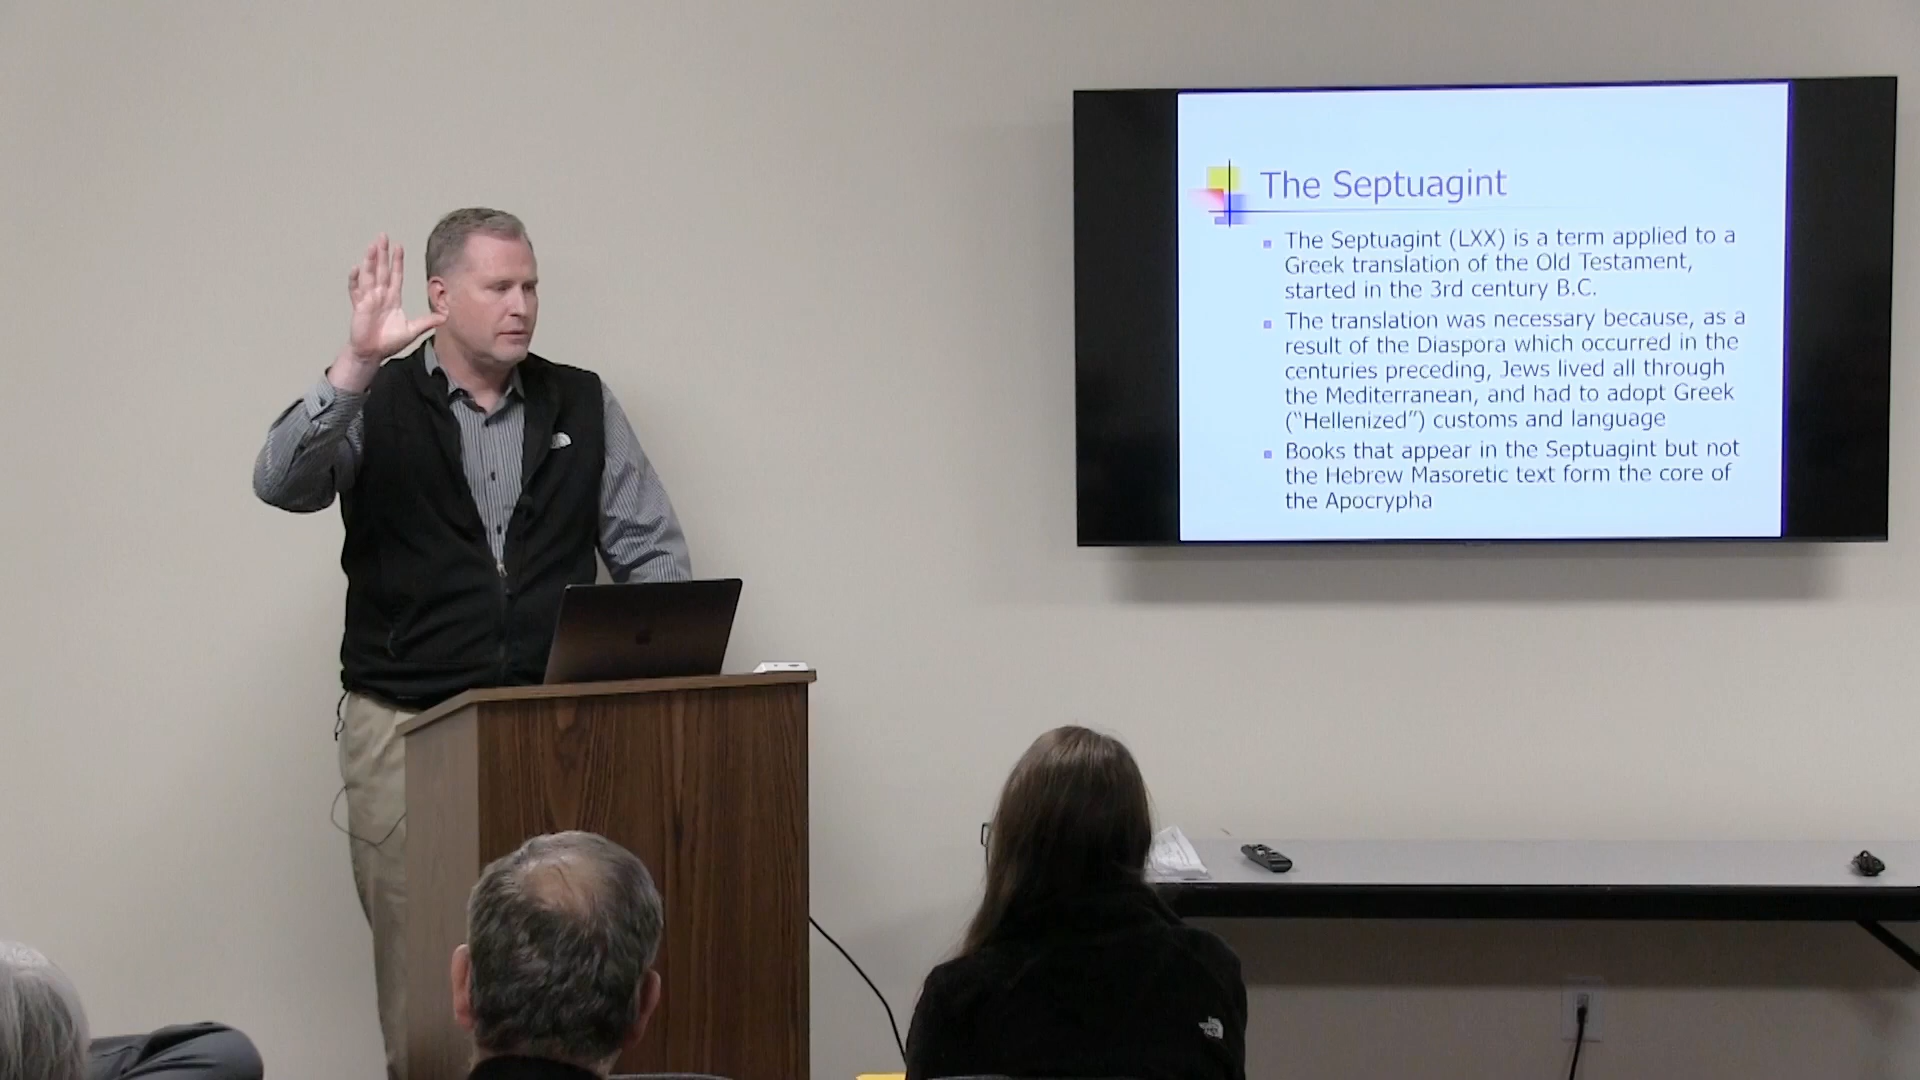 The Septuagint
The Septuagint (LXX) is a term applied to a
Greek translation of the Old Testament,
started in the 3rd century B.C.
The translation was necessary because, as a
result of the Diaspora which occurred in the
centuries preceding, Jews lived all through
the Mediterranean, and had to adopt Greek
(“Hellenized”) customs and language
Books that appear in the Septuagint but not
the Hebrew Masoretic text form the core of
the Apocrypha